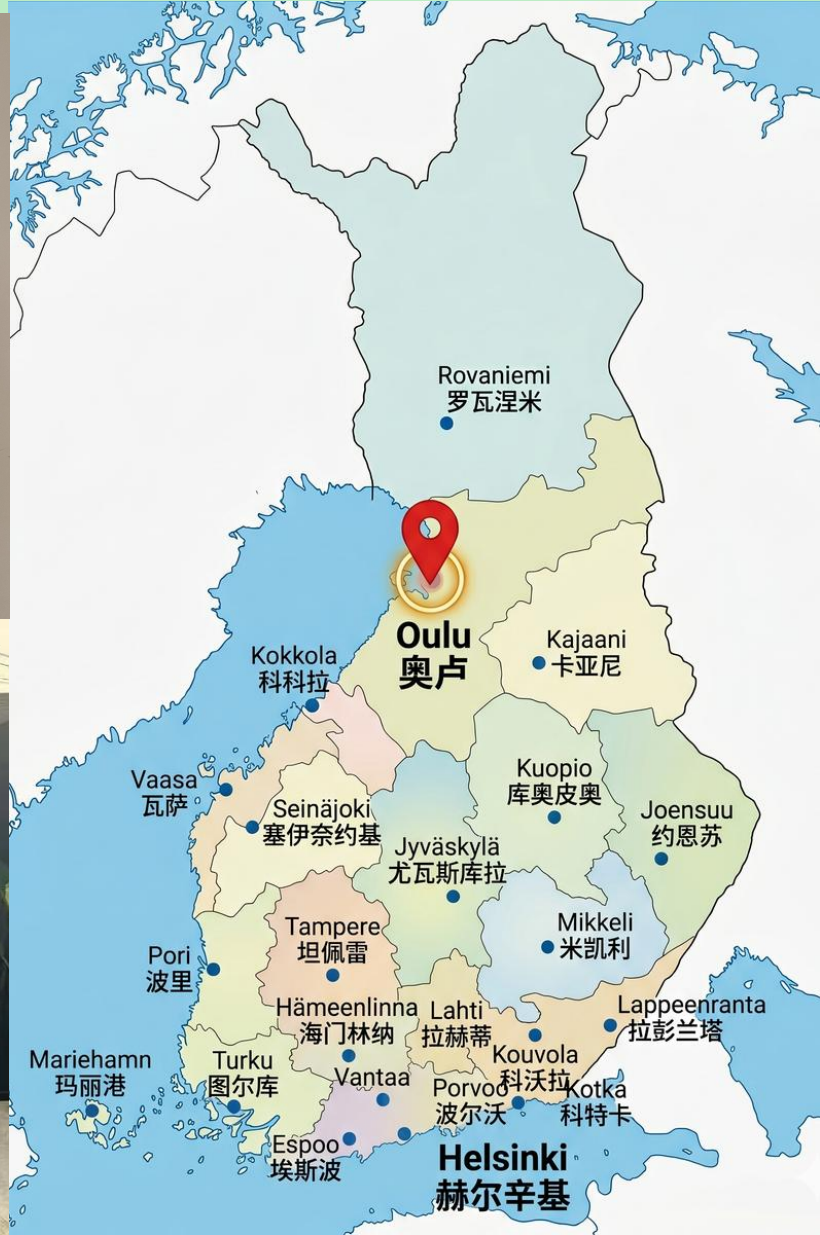 Rovaniemi
罗瓦涅米
Oulu
奥卢
Kajaani
卡亚尼
Kokkola
科科拉
Vaasa
瓦萨
Seinäjoki
塞伊奈约基
Kuopio
库奥皮奥
Joensuu
约恩苏
Jyväskylä
尤瓦斯库拉
Tampere
坦佩雷
Mikkeli
米凯利
Pori
波里
Hämeenlinna
海门林纳
Lahti
拉赫蒂
Lappeenranta
拉彭兰塔
Kouvola
科沃拉
Mariehamn
玛丽港
Turku
图尔库
Vantaa
Porvoo
波尔沃
Kotka
科特卡
Espoo
埃斯波
Helsinki
赫尔辛基